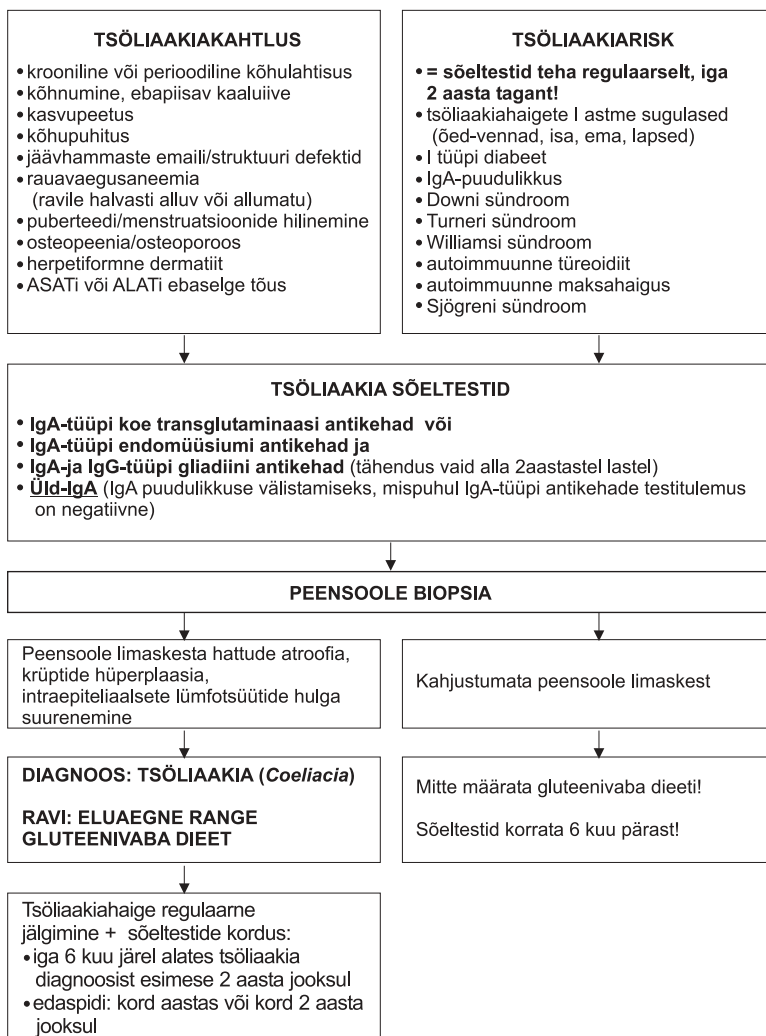 TSÖLIAAKIAKAHTLUS
• krooniline või perioodiline kõhulahtisus
• kõhnumine, ebapiisav kaaluiive
• kasvupeetus
• kõhupuhitus
• jäävhammaste emaili/struktuuri defektid
• rauavaegusaneemia
(ravile halvasti alluv või allumatu)
• puberteedi/menstruatsioonide hilinemine
• osteopeenia/osteoporoos
• herpetiformne dermatiit
• ASATi või ALATi ebaselge tõus
TSÖLIAAKIARISK
• = sõeltestid teha regulaarselt, iga
2 aasta tagant!
• tsöliaakiahaigete I astme sugulased
(õed-vennad, isa, ema, lapsed)
• I tüüpi diabeet
• IgA-puudulikkus
• Downi sündroom
• Turneri sündroom
• Williamsi sündroom
• autoimmuunne türeoidiit
• autoimmuunne maksahaigus
• Sjögreni sündroom
TSÖLIAAKIA SÕELTESTID
• IgA-tüüpi koe transglutaminaasi antikehad või
• IgA-tüüpi endomüüsiumi antikehad ja
• IgA-ja IgG-tüüpi gliadiini antikehad (tähendus vaid alla 2aastastel lastel)
• Üld-IgA (IgA puudulikkuse välistamiseks, mispuhul IgA-tüüpi antikehade testitulemus
on negatiivne)
PEENSOOLE BIOPSIA
Peensoole limaskesta hattude atroofia,
krüptide hüperplaasia,
intraepiteliaalsete lümfotsüütide hulga
suurenemine
Kahjustumata peensoole limaskest
DIAGNOOS: TSÖLIAAKIA (Coeliacia)
RAVI: ELUAEGNE RANGE
GLUTEENIVABA DIEET
Mitte määrata gluteenivaba dieeti!
Sõeltestid korrata 6 kuu pärast!
Tsöliaakiahaige regulaarne
jälgimine + sõeltestide kordus:
• iga 6 kuu järel alates tsöliaakia
diagnoosist esimese 2 aasta jooksul
• edaspidi: kord aastas või kord 2 aasta
jooksul